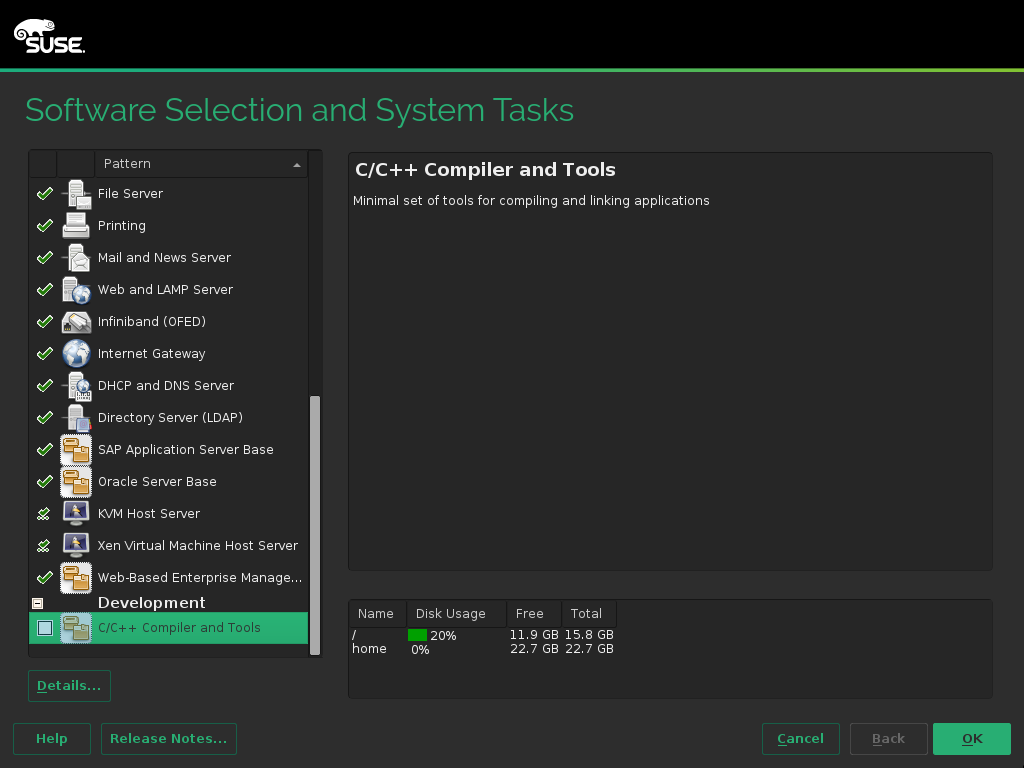 SUSE.
Software Selection and System Tasks
Pattern
File Server
Printing
Mail and News Server
Web and LAMP Server
Infiniband (OFED)
Internet Gateway
DHCP and DNS Server
Directory Server (LDAP)
SAP Application Server Base
Oracle Server Base
KVM Host Server
Xen Virtual Machine Host Server
Web-Based Enterprise Manage...
Development
C/C++ Compiler and Tools
C/C++ Compiler and Tools
Minimal set of tools for compiling and linking applications
Name Disk Usage Free Total
/ 20% 11.9 GB 15.8 GB
home 0% 22.7 GB 22.7 GB
Details...
Help Release Notes... Cancel Back OK